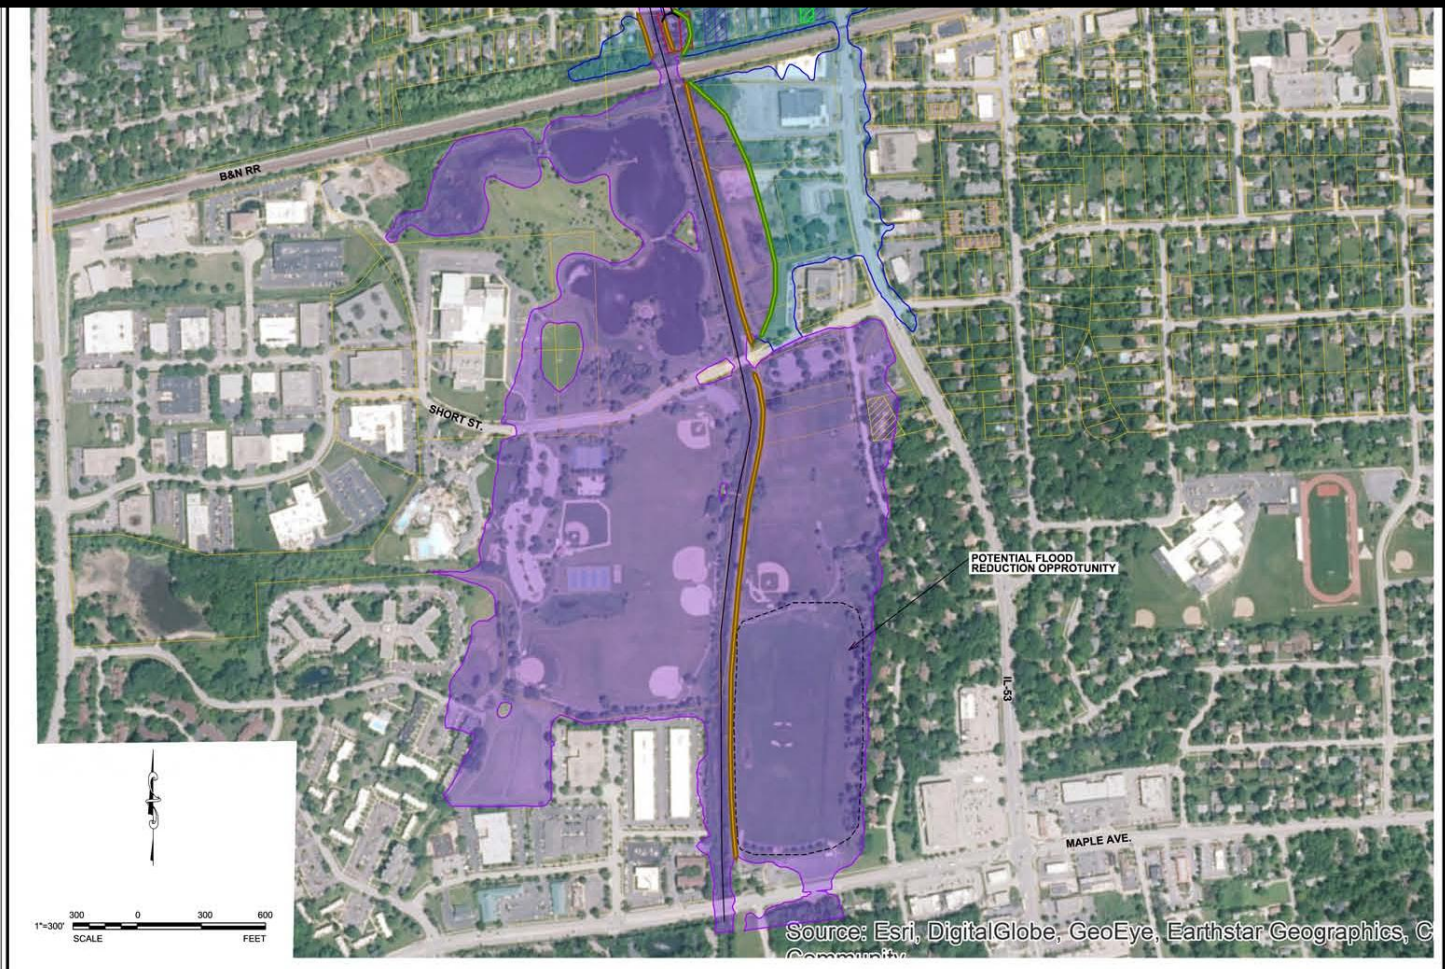 B&N RR
SHORT ST.
POTENTIAL FLOOD
REDUCTION OPPROTUNITY
IL-53
MAPLE AVE.
300 0 300 600
1"=300'
SCALE FEET
Source: Esri, DigitalGlobe, GeoEye, Earthstar Geographics, C
Community